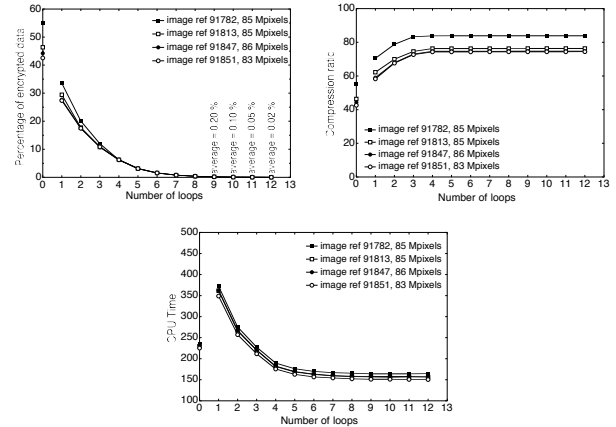 Percentage of encrypted data
60
50
40
30
20
10
0
image ref 91782, 85 Mpixels
image ref 91813, 85 Mpixels
image ref 91847, 86 Mpixels
image ref 91851, 83 Mpixels
average = 0.20 %
average = 0.10 %
average = 0.05 %
average = 0.02 %
0 1 2 3 4 5 6 7 8 9 10 11 12 13
Number of loops
Compression ratio
100
80
60
40
20
0
image ref 91782, 85 Mpixels
image ref 91813, 85 Mpixels
image ref 91847, 86 Mpixels
image ref 91851, 83 Mpixels
0 1 2 3 4 5 6 7 8 9 10 11 12 13
Number of loops
CPU Time
500
450
400
350
300
250
200
150
100
image ref 91782, 85 Mpixels
image ref 91813, 85 Mpixels
image ref 91847, 86 Mpixels
image ref 91851, 83 Mpixels
0 1 2 3 4 5 6 7 8 9 10 11 12 13
Number of loops